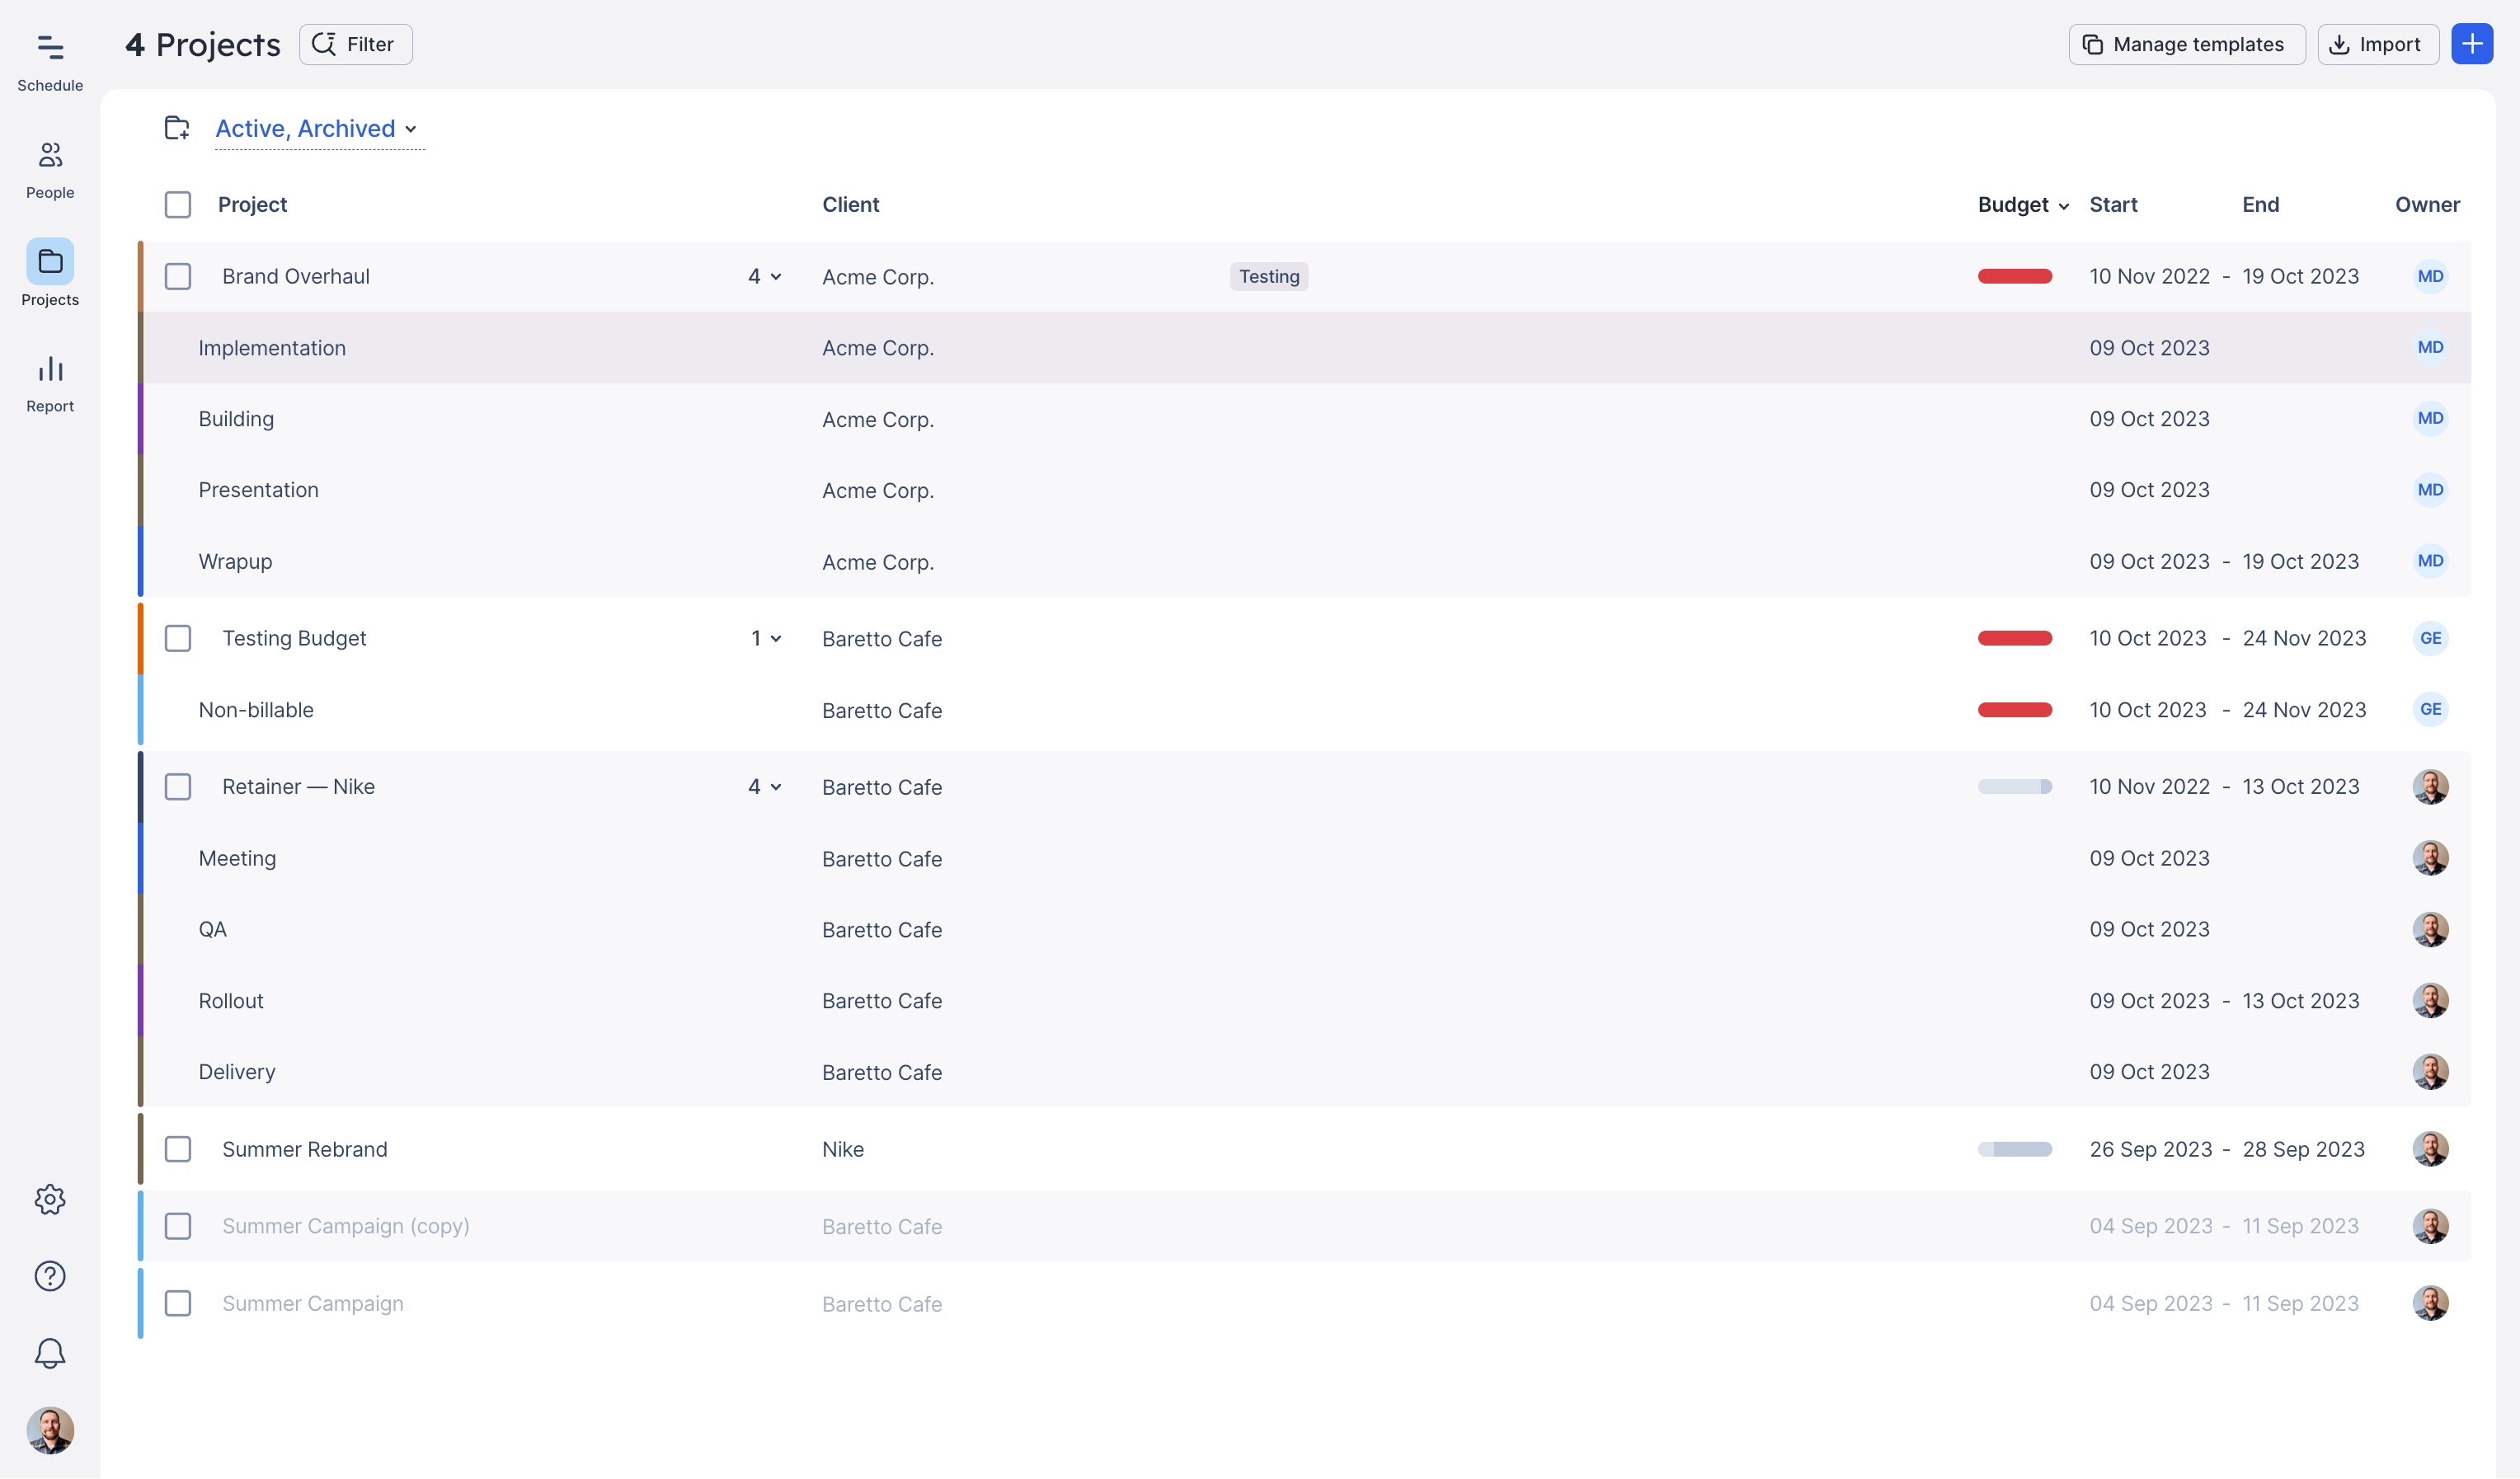 4 Projects Filter Manage templates Import
Schedule
People
Projects
Report
Active, Archived
Project Client Budget Start End Owner
Brand Overhaul 4 Acme Corp. Testing 10 Nov 2022 - 19 Oct 2023 MD
Implementation Acme Corp. 09 Oct 2023 MD
Building Acme Corp. 09 Oct 2023 MD
Presentation Acme Corp. 09 Oct 2023 MD
Wrapup Acme Corp. 09 Oct 2023 - 19 Oct 2023 MD
Testing Budget 1 Baretto Cafe 10 Oct 2023 - 24 Nov 2023 GE
Non-billable Baretto Cafe 10 Oct 2023 - 24 Nov 2023 GE
Retainer — Nike 4 Baretto Cafe 10 Nov 2022 - 13 Oct 2023
Meeting Baretto Cafe 09 Oct 2023
QA Baretto Cafe 09 Oct 2023
Rollout Baretto Cafe 09 Oct 2023 - 13 Oct 2023
Delivery Baretto Cafe 09 Oct 2023
Summer Rebrand Nike 26 Sep 2023 - 28 Sep 2023
Summer Campaign (copy) Baretto Cafe 04 Sep 2023 - 11 Sep 2023
Summer Campaign Baretto Cafe 04 Sep 2023 - 11 Sep 2023